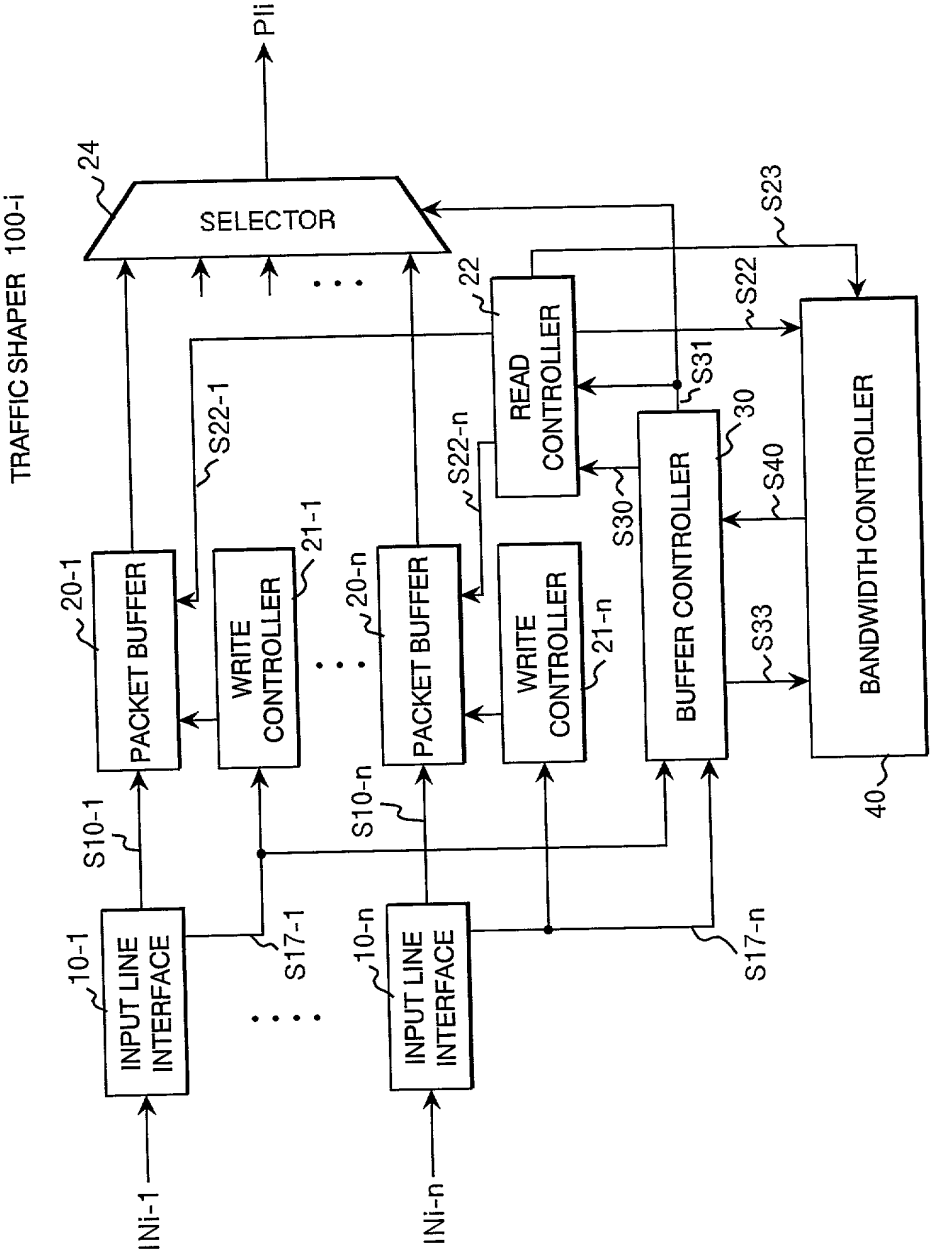 TRAFFIC SHAPER 100-i
INi-1
10-1
INPUT LINE
INTERFACE
S10-1
S17-1
20-1
PACKET BUFFER
WRITE
CONTROLLER
21-1
S22-1
24
SELECTOR
PIi
INi-n
10-n
INPUT LINE
INTERFACE
S10-n
S17-n
20-n
PACKET BUFFER
WRITE
CONTROLLER
21-n
S22-n
22
READ
CONTROLLER
S30
S31
S22
S23
30
BUFFER CONTROLLER
S33
S40
BANDWIDTH CONTROLLER
40